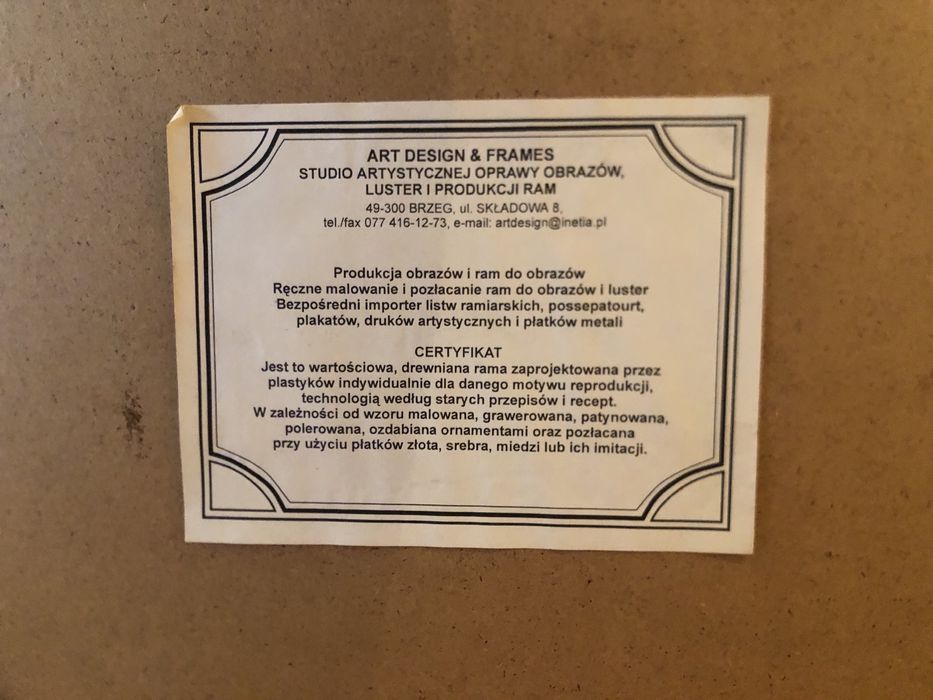 ART DESIGN & FRAMES
STUDIO ARTYSTYCZNEJ OPRAWY OBRAZÓW,
LUSTER I PRODUKCJI RAM
49-300 BRZEG, ul. SKŁADOWA 8,
tel./fax 077 416-12-73, e-mail: artdesign@inetia.pl
Produkcja obrazów i ram do obrazów
Ręczne malowanie i pozłacanie ram do obrazów i luster
Bezpośredni importer listw ramiarskich, possepatourt,
plakatów, druków artystycznych i płatków metali
CERTYFIKAT
Jest to wartościowa, drewniana rama zaprojektowana przez
plastyków indywidualnie dla danego motywu reprodukcji,
technologią według starych przepisów i recept.
W zależności od wzoru malowana, grawerowana, patynowana,
polerowana, ozdabiana ornamentami oraz pozłacana
przy użyciu płatków złota, srebra, miedzi lub ich imitacji.